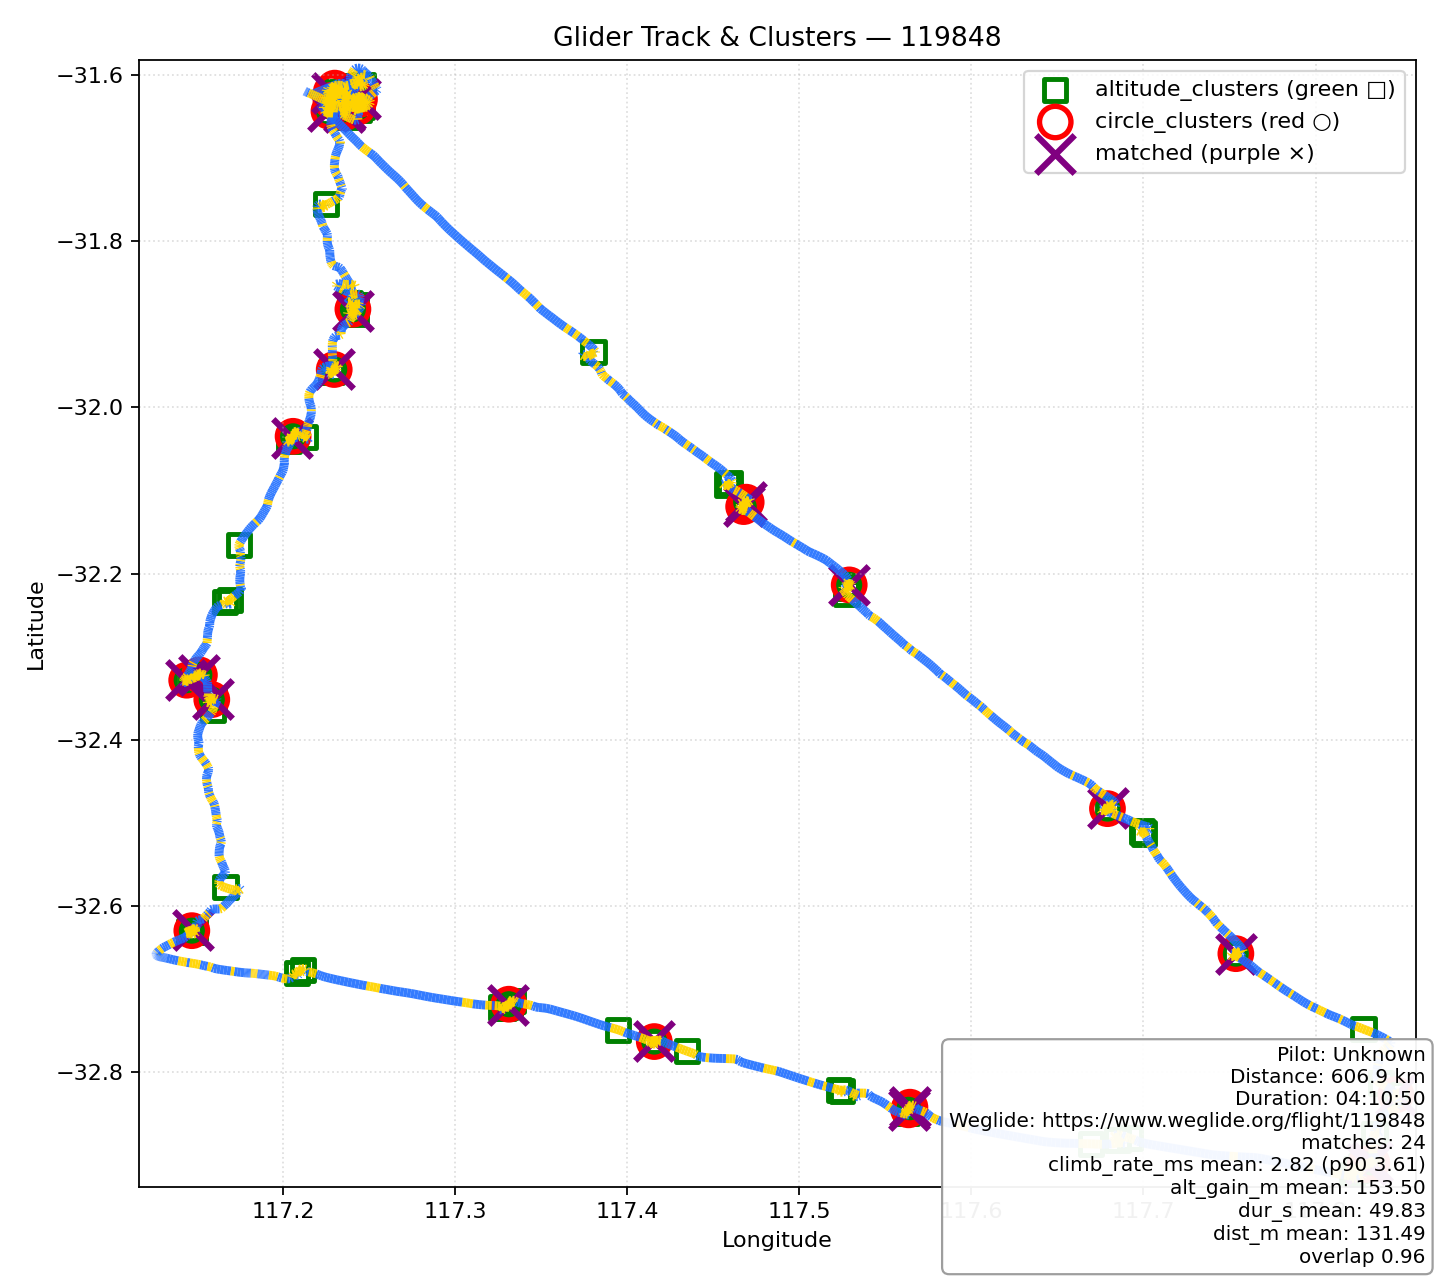 Glider Track & Clusters — 119848
altitude_clusters (green □)
circle_clusters (red ○)
matched (purple ×)
−31.6
−31.8
−32.0
−32.2
−32.4
−32.6
−32.8
Latitude
117.2
117.3
117.4
117.5
117.6
117.7
Longitude
Pilot: Unknown
Distance: 606.9 km
Duration: 04:10:50
Weglide: https://www.weglide.org/flight/119848
matches: 24
climb_rate_ms mean: 2.82 (p90 3.61)
alt_gain_m mean: 153.50
dur_s mean: 49.83
dist_m mean: 131.49
overlap 0.96